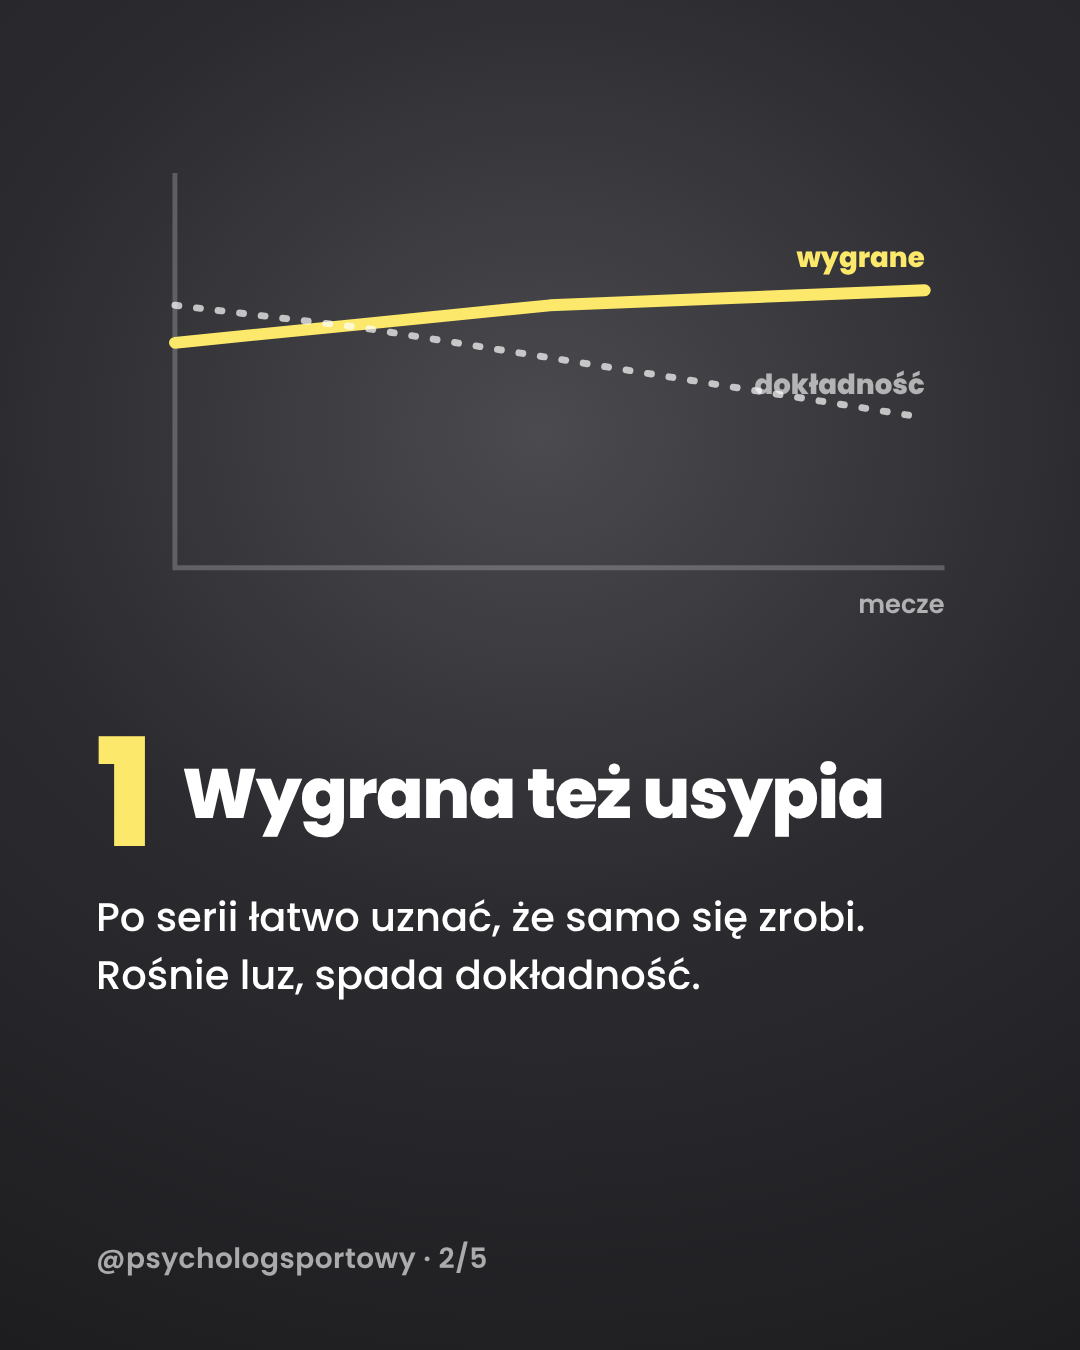 wygrane
dokładność
mecze
1 Wygrana też usypia
Po serii łatwo uznać, że samo się zrobi.
Rośnie luz, spada dokładność.
@psychologsportowy · 2/5